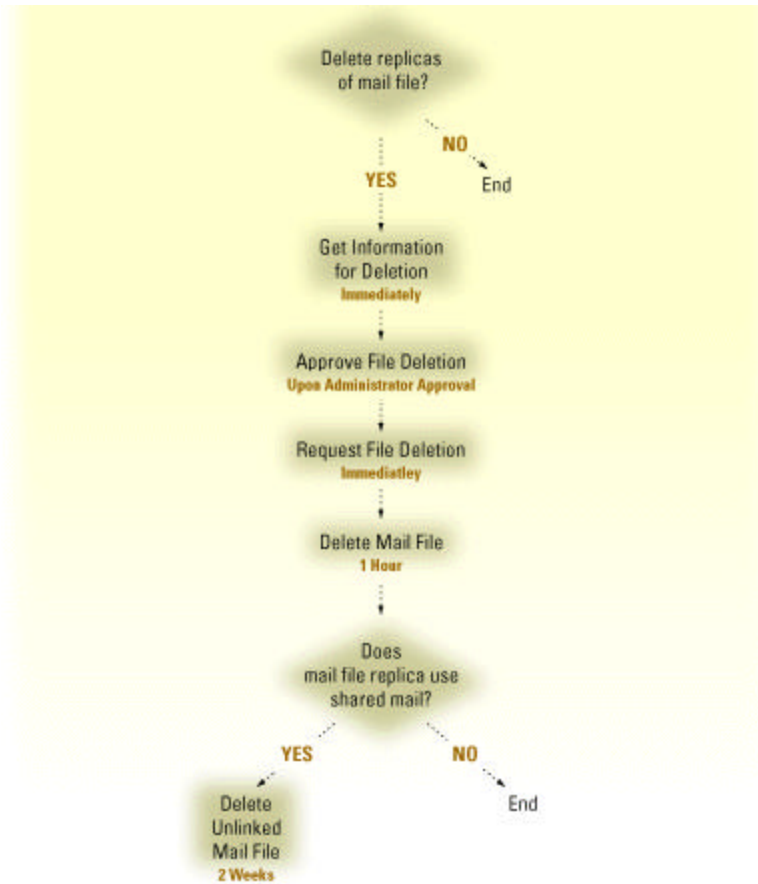 Delete replicas
of mail file?
NO
YES
End
Get Information
for Deletion
Immediately
Approve File Deletion
Upon Administrator Approval
Request File Deletion
Immediatley
Delete Mail File
1 Hour
Does
mail file replica use
shared mail?
YES
NO
Delete
Unlinked
Mail File
2 Weeks
End